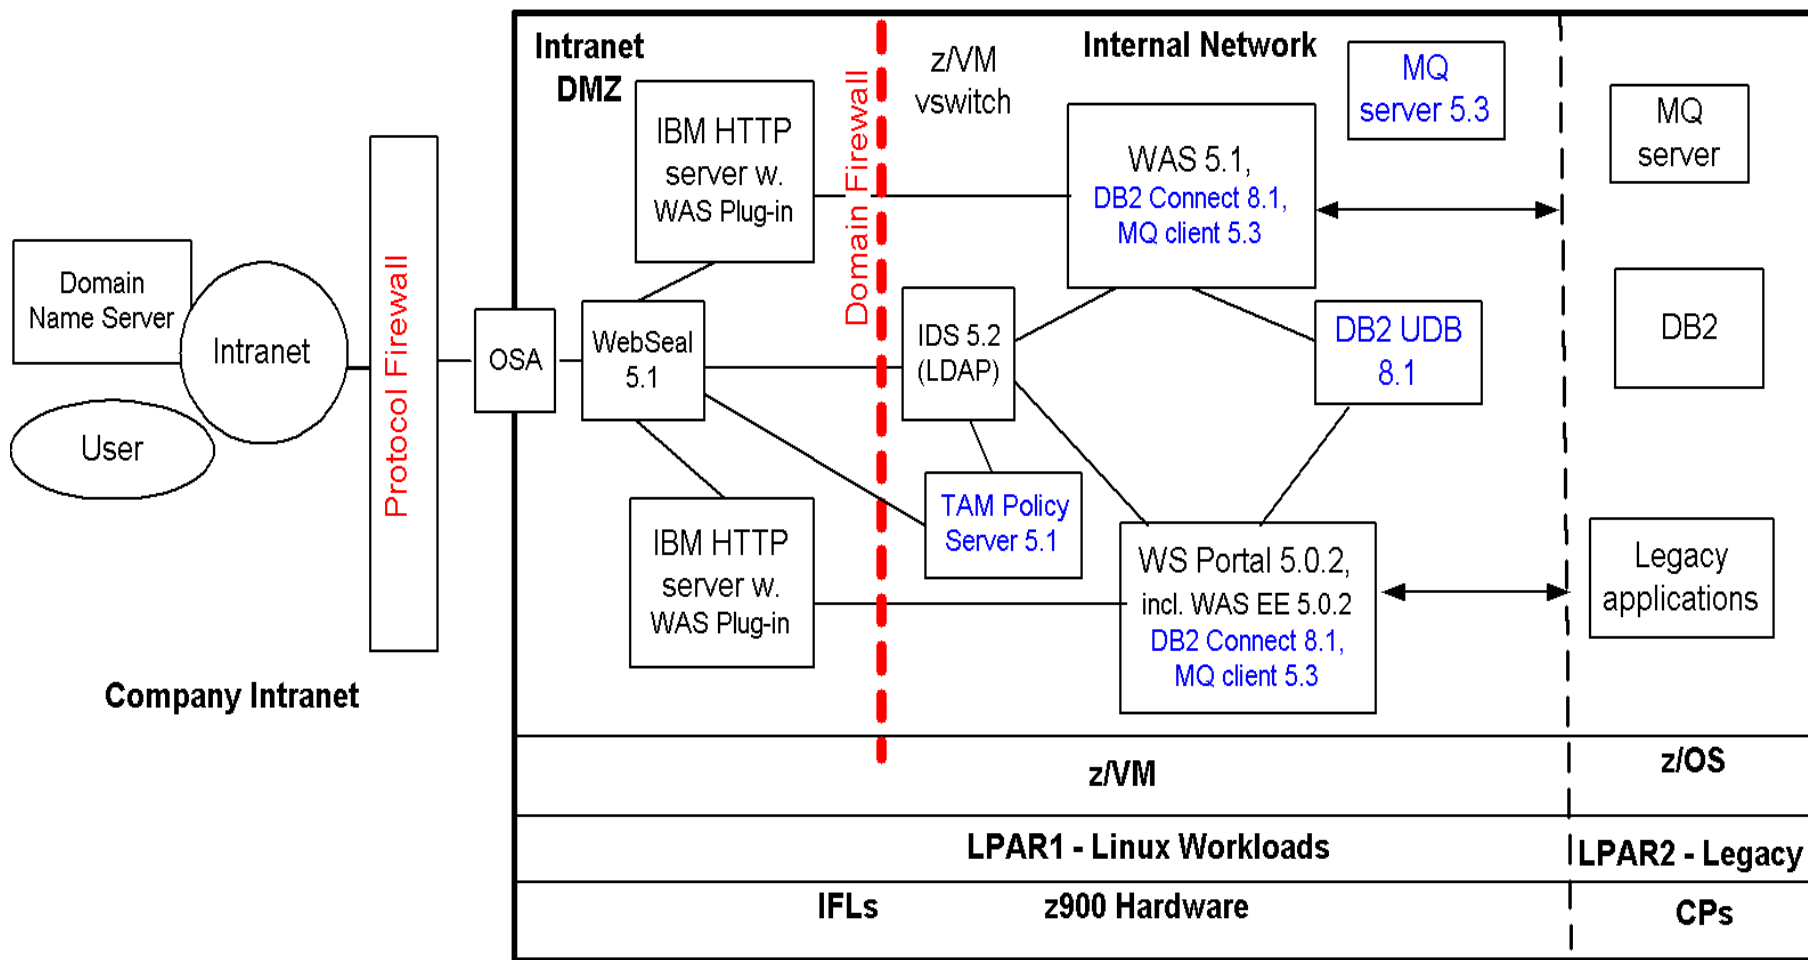 Intranet
DMZ
z/VM
vswitch
Internal Network
MQ
server 5.3
MQ
server
IBM HTTP
server w.
WAS Plug-in
Domain Firewall
WAS 5.1,
DB2 Connect 8.1,
MQ client 5.3
Domain
Name Server
Intranet
User
Protocol Firewall
OSA
WebSeal
5.1
IDS 5.2
(LDAP)
DB2 UDB
8.1
DB2
TAM Policy
Server 5.1
IBM HTTP
server w.
WAS Plug-in
WS Portal 5.0.2,
incl. WAS EE 5.0.2
DB2 Connect 8.1,
MQ client 5.3
Legacy
applications
Company Intranet
z/VM
z/OS
LPAR1 - Linux Workloads
LPAR2 - Legacy
IFLs
z900 Hardware
CPs